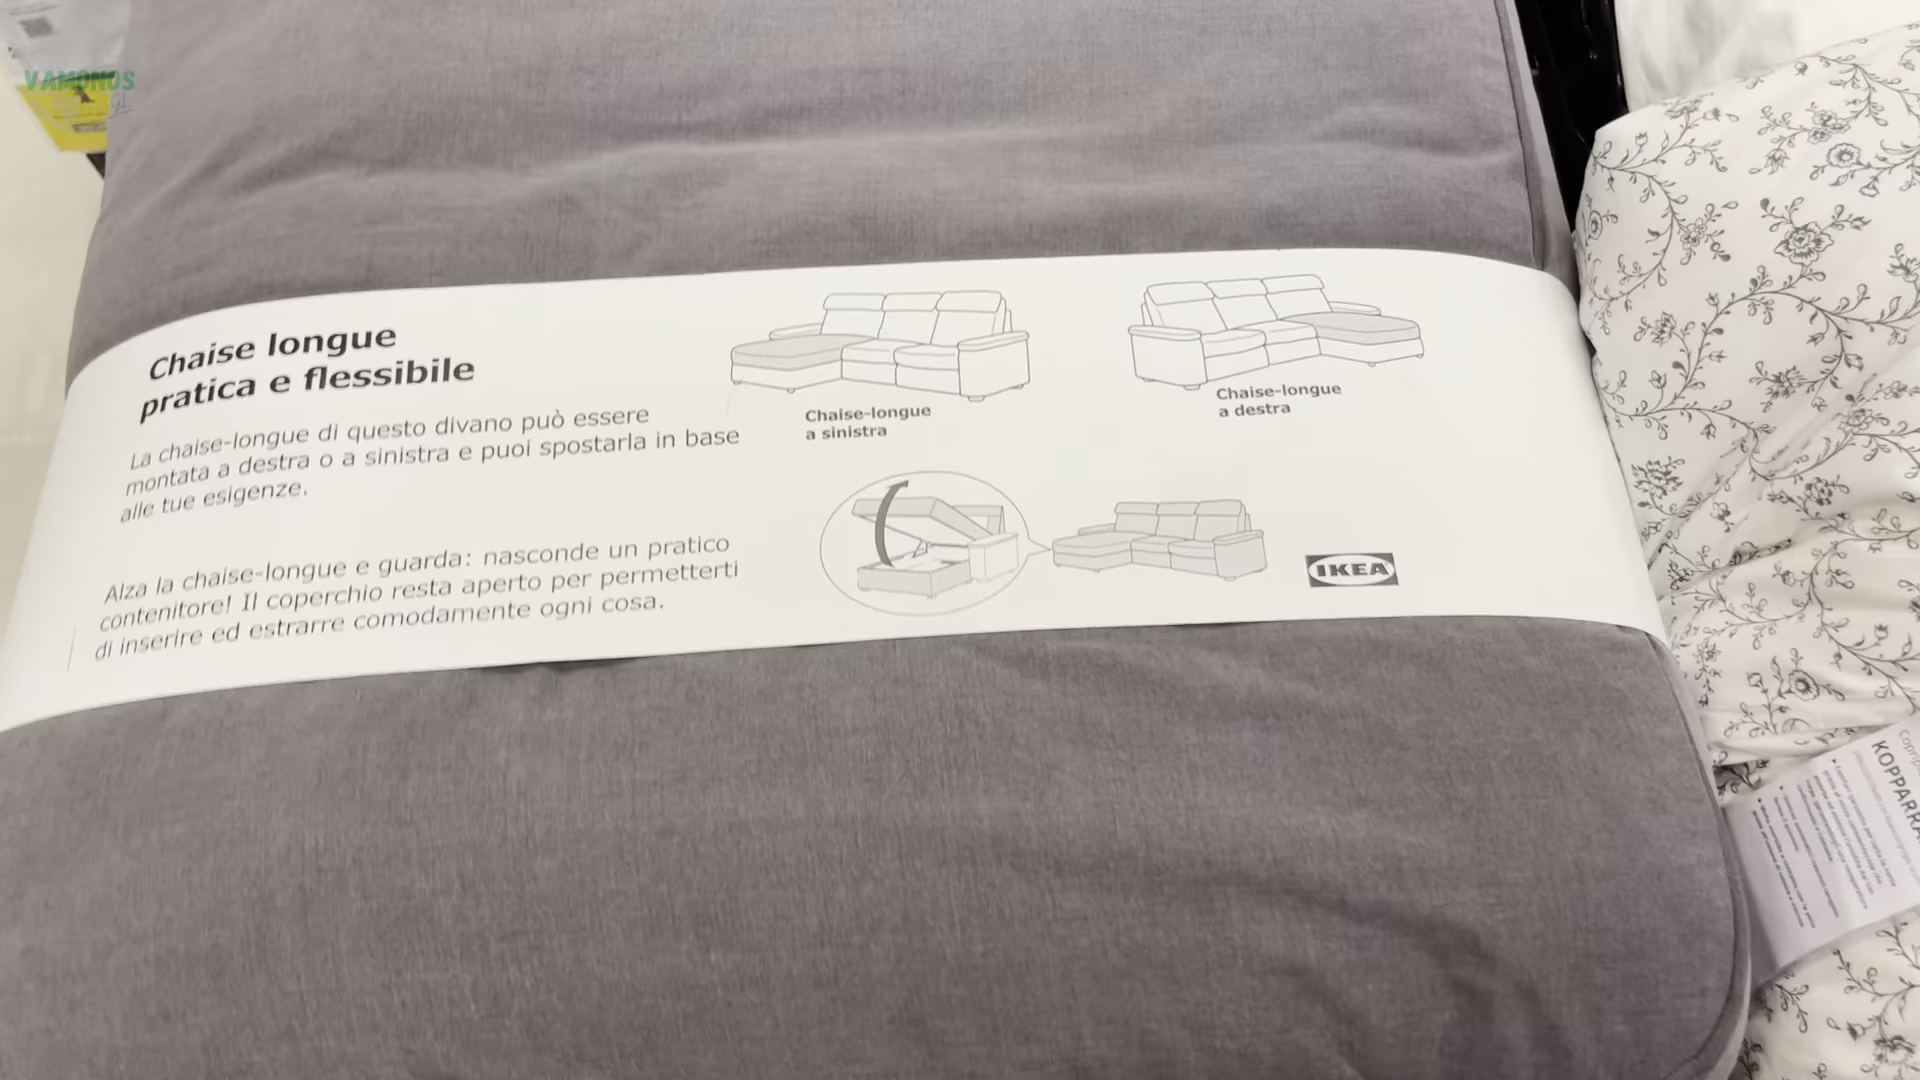 VAMONOS
GL
Chaise longue
pratica e flessibile
La chaise-longue di questo divano può essere
montata a destra o a sinistra e puoi spostarla in base
alle tue esigenze.
Alza la chaise-longue e guarda: nasconde un pratico
contenitore! Il coperchio resta aperto per permetterti
di inserire ed estrarre comodamente ogni cosa.
Chaise-longue
a sinistra
Chaise-longue
a destra
IKEA
KOPPARRA